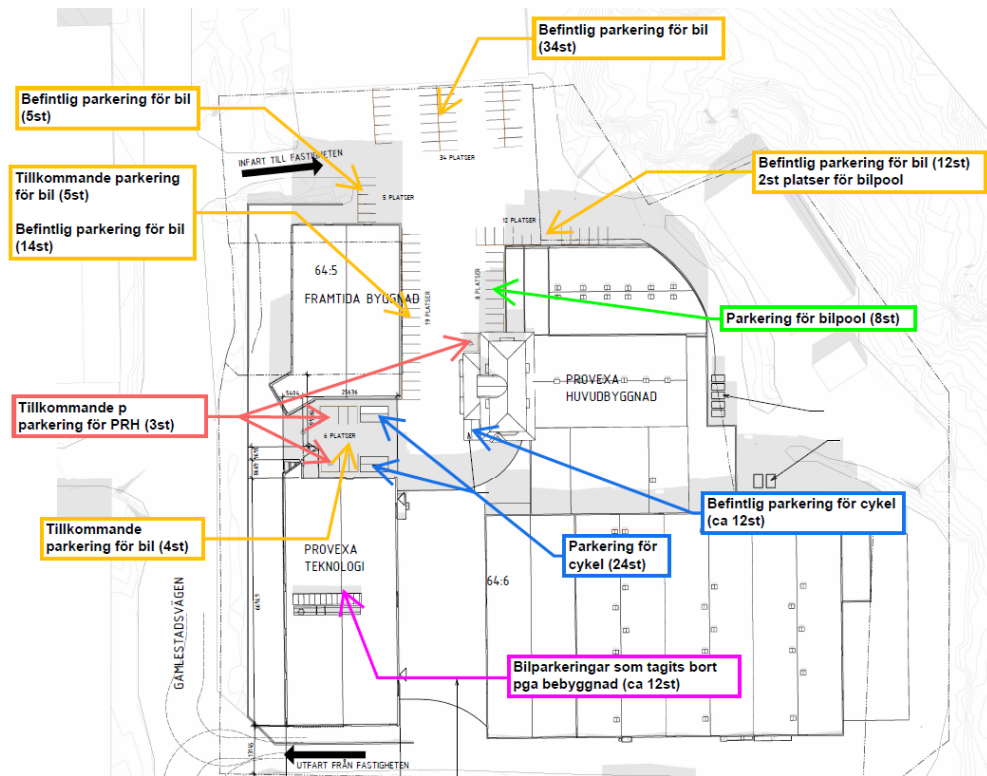 Befintlig parkering för bil
(34st)
Befintlig parkering för bil
(5st)
34 PLATSER
INFART TILL FASTIGHETEN
Befintlig parkering för bil (12st)
2st platser för bilpool
Tillkommande parkering
för bil (5st)
Befintlig parkering för bil
(14st)
5 PLATSER
12 PLATSER
64:5
FRAMTIDA BYGGNAD
19 PLATSER
8 PLATSER
Parkering för bilpool (8st)
PROVEXA
HUVUDBYGGNAD
5404
25636
Tillkommande p
parkering för PRH (3st)
6 PLATSER
Befintlig parkering för cykel
(ca 12st)
Tillkommande
parkering för bil (4st)
Parkering för
cykel (24st)
PROVEXA
TEKNOLOGI
64:6
GAMLESTADSVÄGEN
66949
Bilparkeringar som tagits bort
pga bebyggnad (ca 12st)
13145
UTFART FRÅN FASTIGHETEN